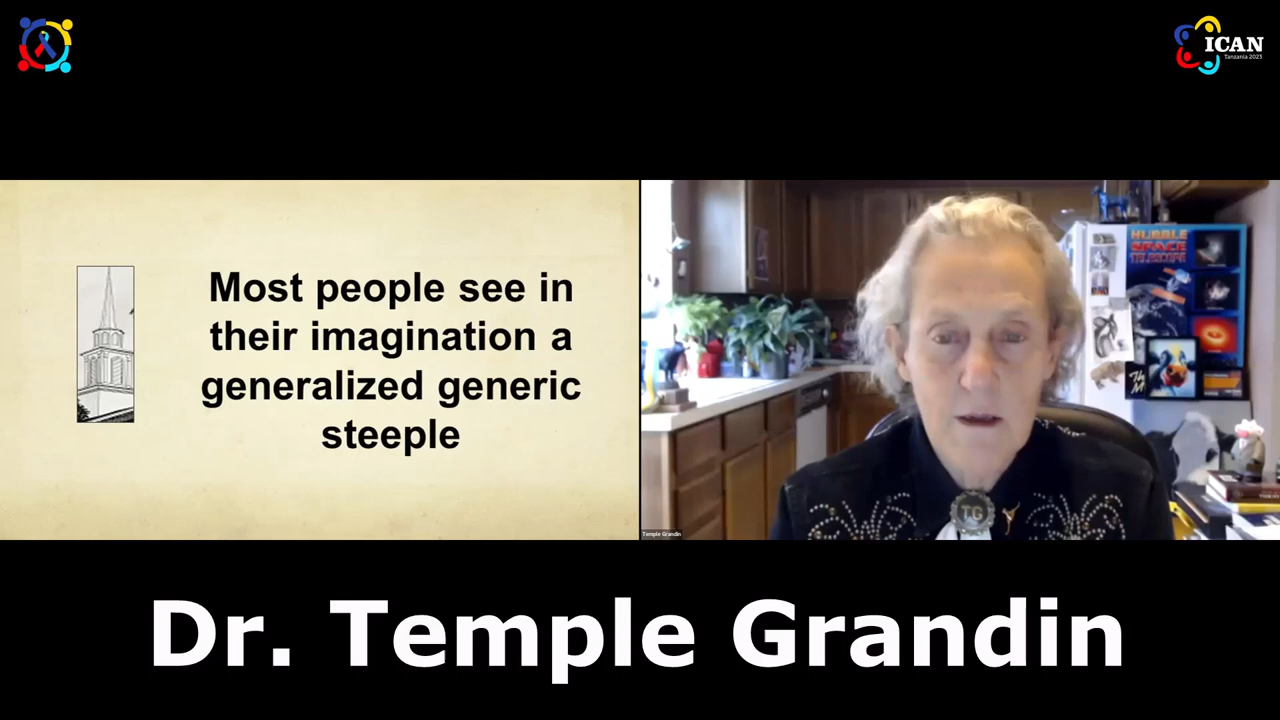 ICAN
Tanzania 2023
Most people see in
their imagination a
generalized generic
steeple
HUBBLE
SPACE
TELESCOPE
TG
Temple Grandin
Dr. Temple Grandin